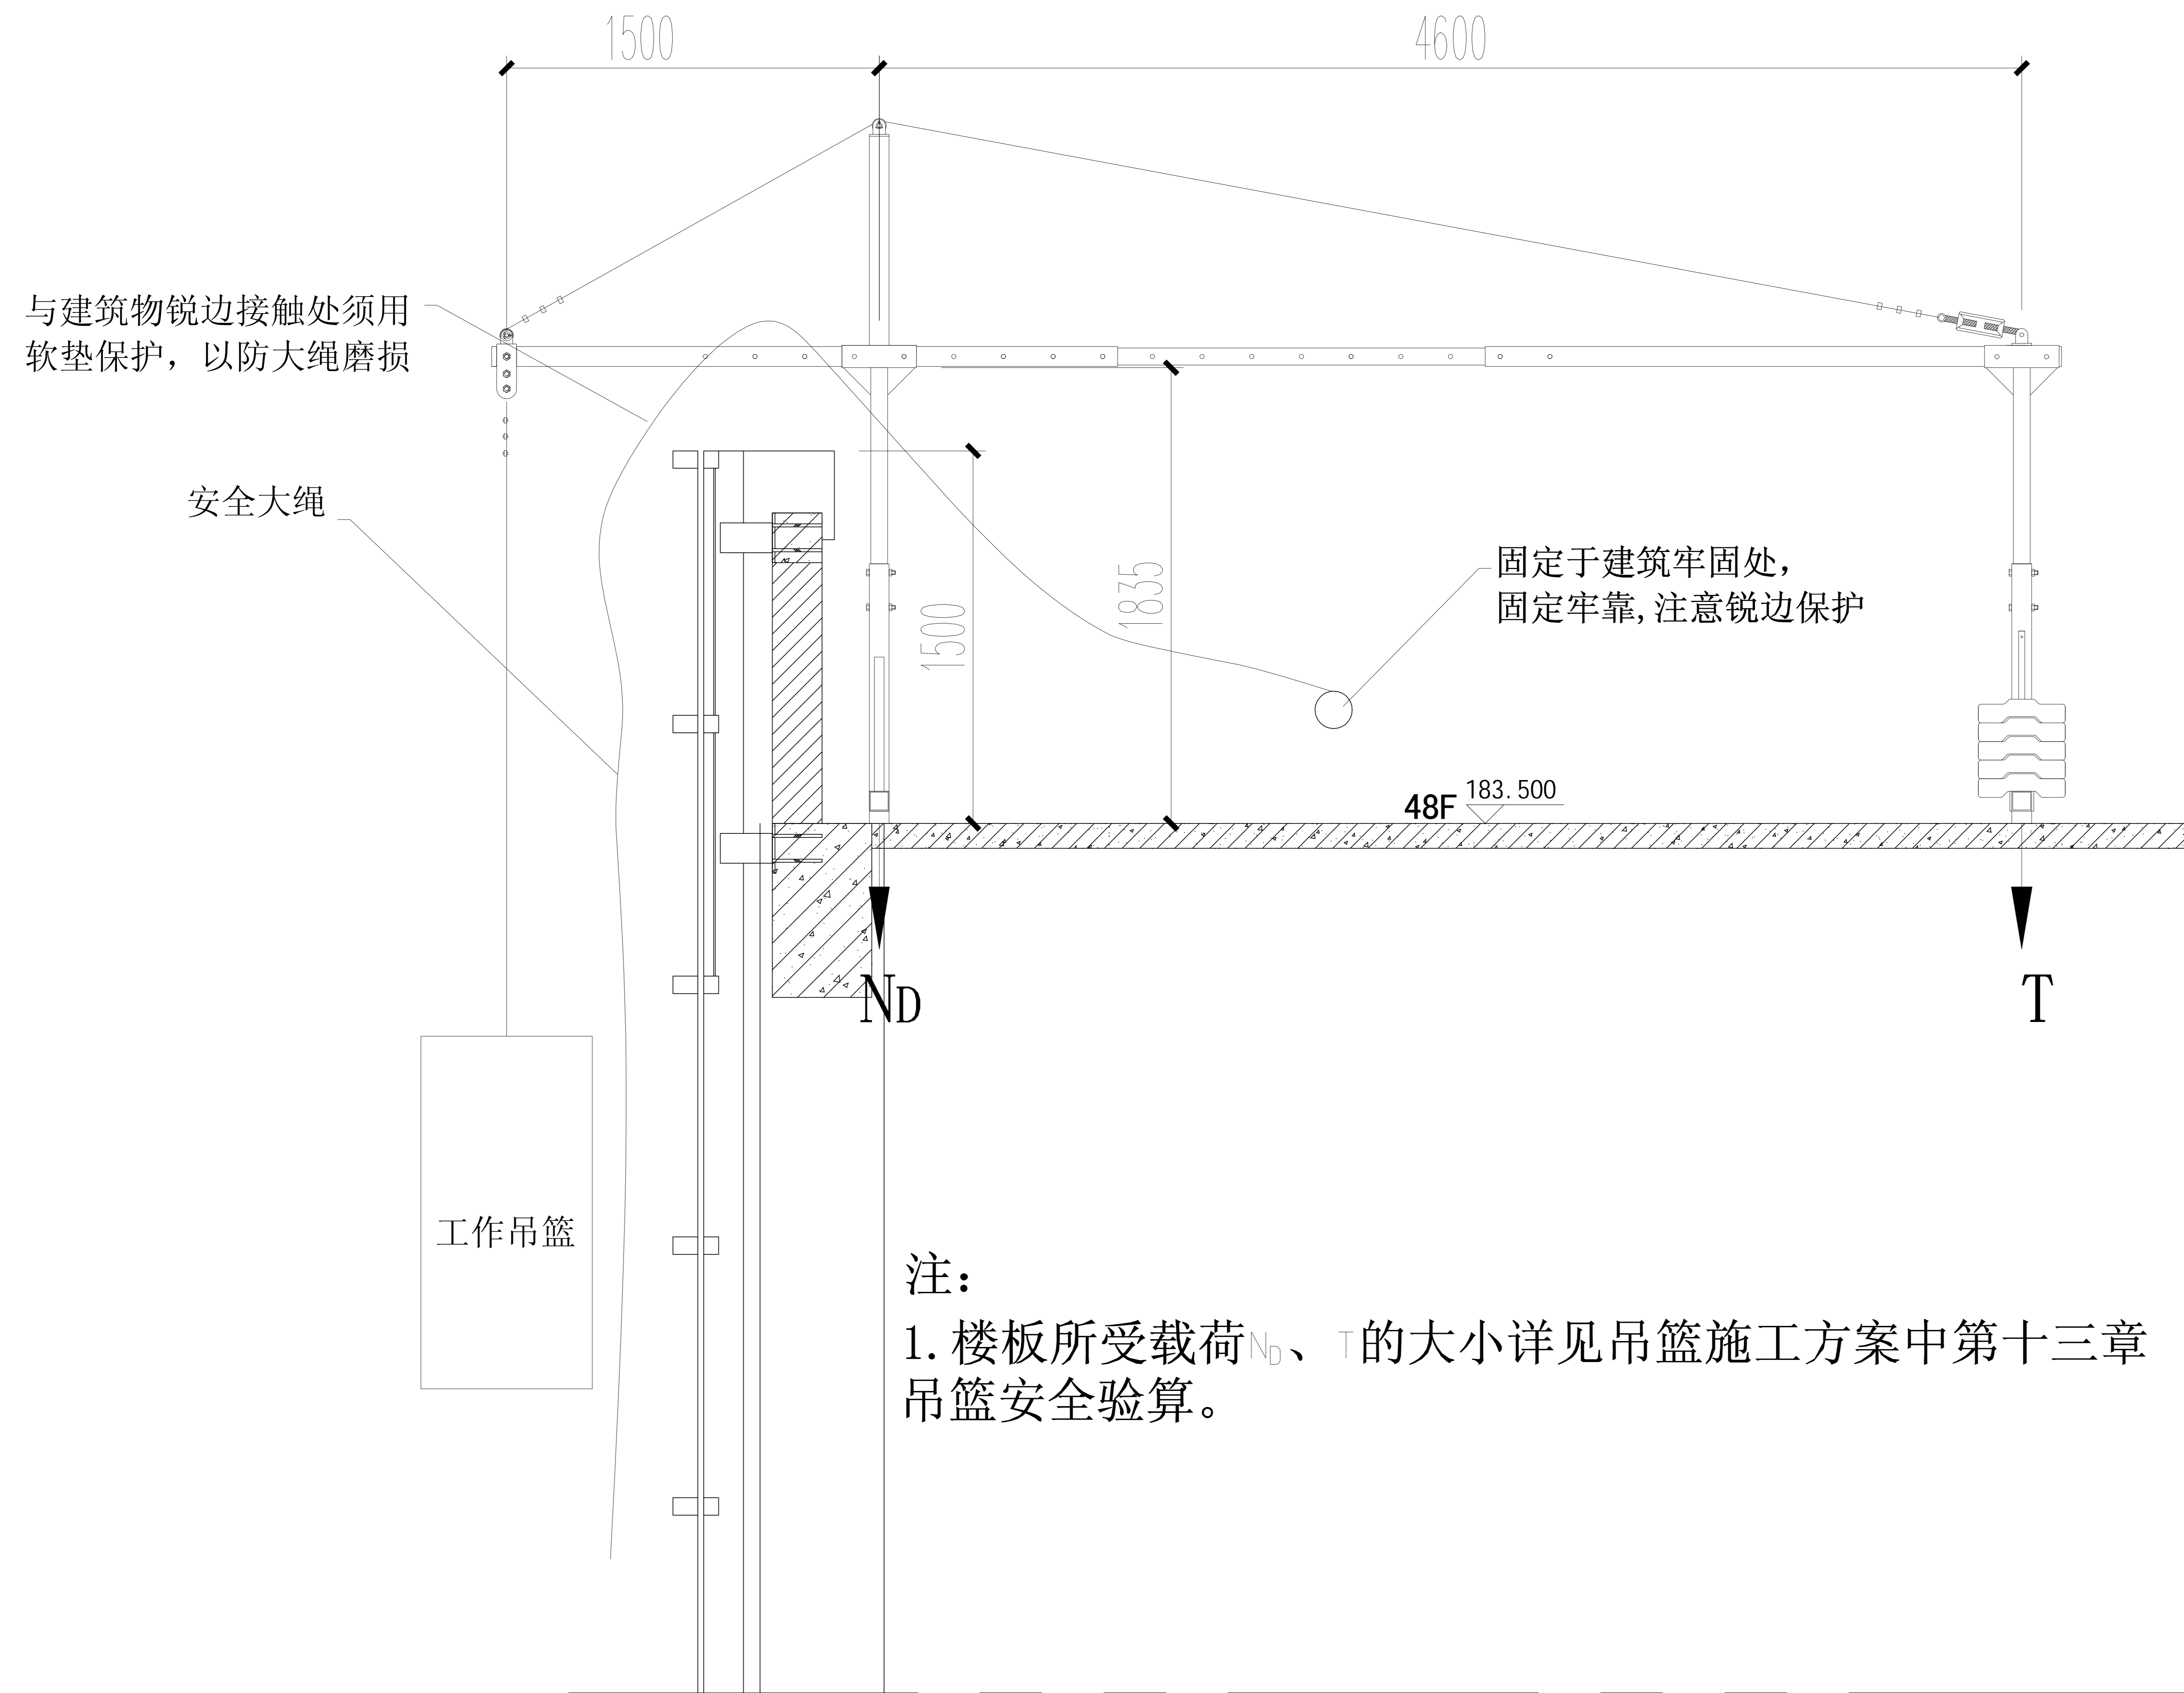 1500
4600
与建筑物锐边接触处须用
软垫保护，以防大绳磨损
安全大绳
固定于建筑牢固处，
固定牢靠,注意锐边保护
1835
1500
48F
183.500
ND
T
工作吊篮
注：
1.楼板所受载荷ND、T的大小详见吊篮施工方案中第十三章
吊篮安全验算。